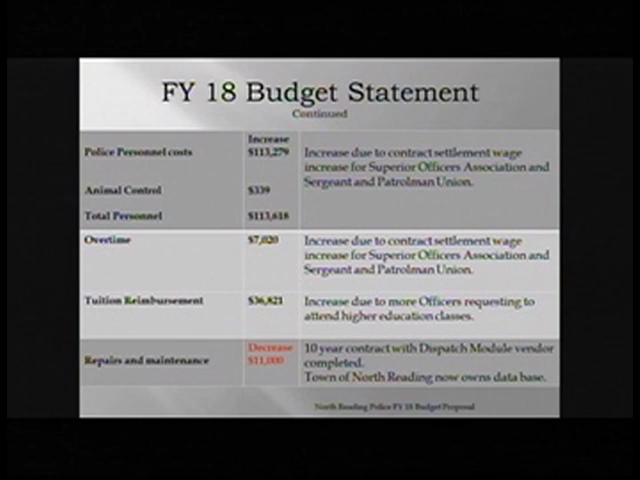 FY 18 Budget Statement
Continued
Increase
Police Personnel costs $113,279 Increase due to contract settlement wage
increase for Superior Officers Association and
Sergeant and Patrolman Union.
Animal Control $339
Total Personnel $113,618
Overtime $7,020 Increase due to contract settlement wage
increase for Superior Officers Association and
Sergeant and Patrolman Union.
Tuition Reimbursement $36,821 Increase due to more Officers requesting to
attend higher education classes.
Decrease 10 year contract with Dispatch Module vendor
Repairs and maintenance $11,000 completed.
Town of North Reading now owns data base.
North Reading Police FY 18 Budget Proposal